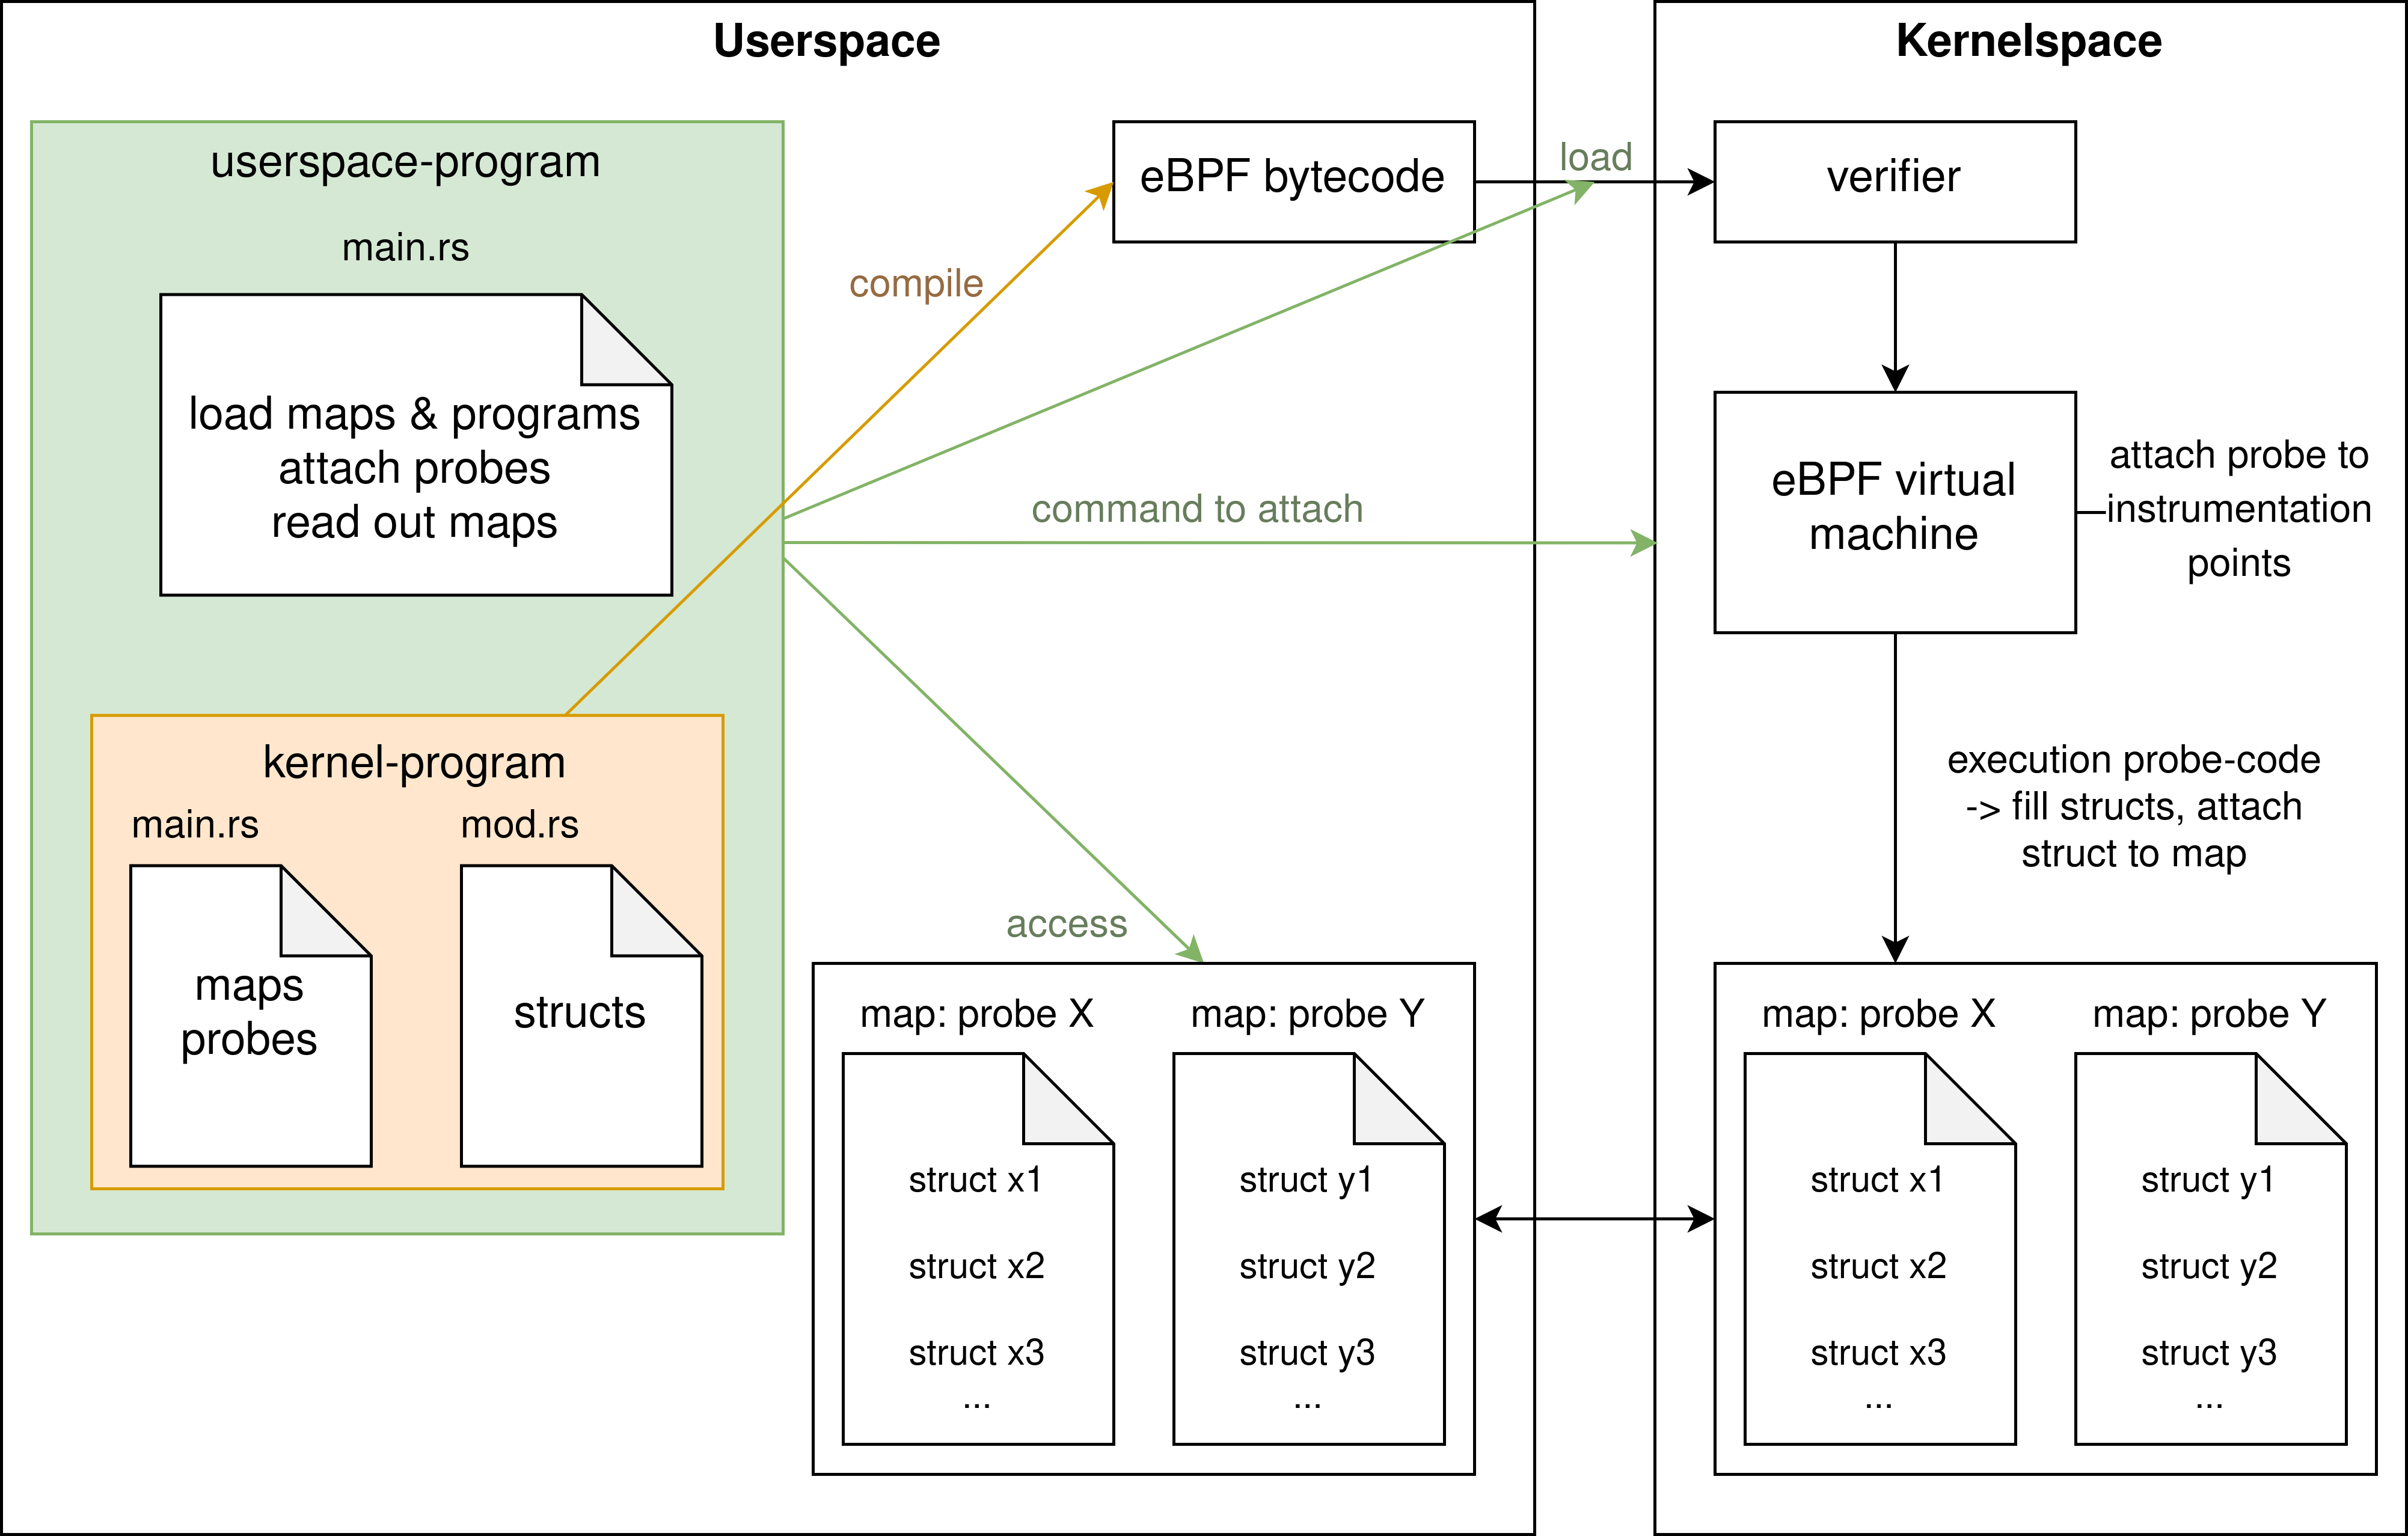 Userspace
userspace-program
main.rs
load maps & programs
attach probes
read out maps
kernel-program
main.rs
mod.rs
maps
probes
structs
compile
eBPF bytecode
load
command to attach
access
map: probe X
struct x1
struct x2
struct x3
...
map: probe Y
struct y1
struct y2
struct y3
...
Kernelspace
verifier
eBPF virtual
machine
attach probe to
instrumentation
points
execution probe-code
-> fill structs, attach
struct to map
map: probe X
struct x1
struct x2
struct x3
...
map: probe Y
struct y1
struct y2
struct y3
...